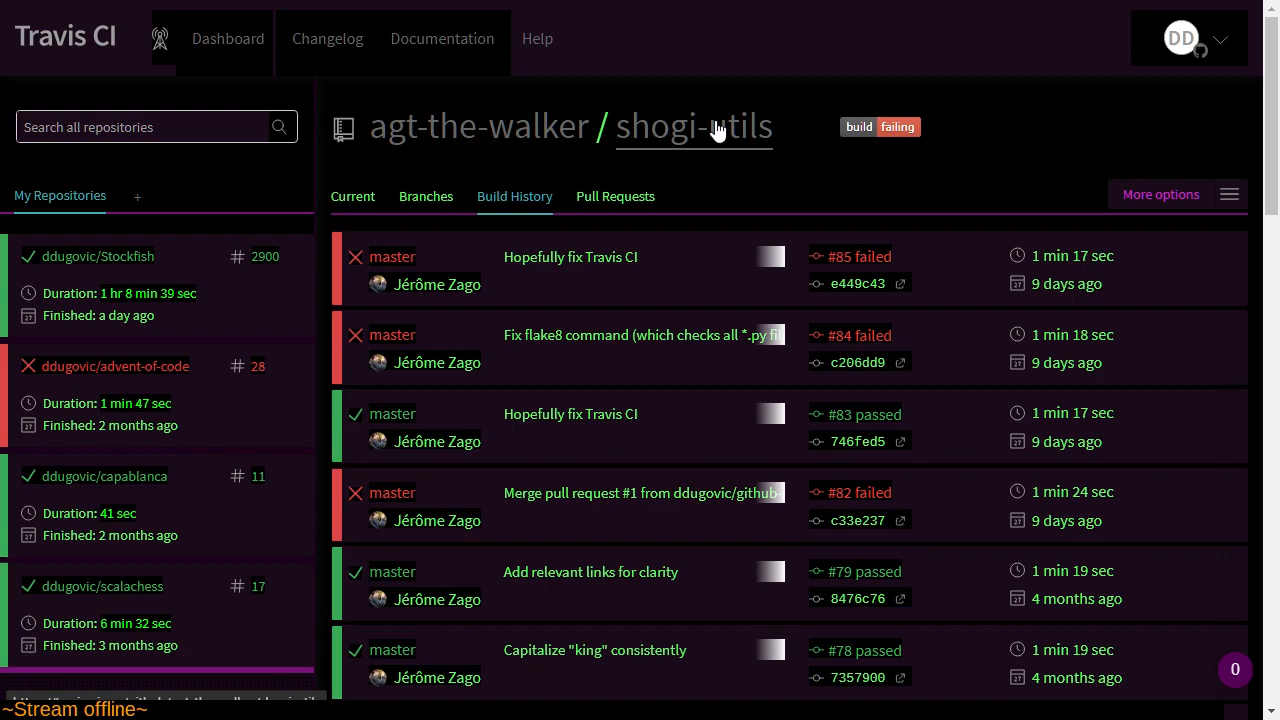 Travis CI
Dashboard
Changelog
Documentation
Help
DD
Search all repositories
agt-the-walker / shogi-utils
build failing
My Repositories +
Current
Branches
Build History
Pull Requests
More options
ddugovic/Stockfish # 2900
Duration: 1 hr 8 min 39 sec
Finished: a day ago
ddugovic/advent-of-code # 28
Duration: 1 min 47 sec
Finished: 2 months ago
ddugovic/capablanca # 11
Duration: 41 sec
Finished: 2 months ago
ddugovic/scalachess # 17
Duration: 6 min 32 sec
Finished: 3 months ago
master Hopefully fix Travis CI #85 failed 1 min 17 sec
Jérôme Zago e449c43 9 days ago
master Fix flake8 command (which checks all *.py #84 failed 1 min 18 sec
Jérôme Zago c206dd9 9 days ago
master Hopefully fix Travis CI #83 passed 1 min 17 sec
Jérôme Zago 746fed5 9 days ago
master Merge pull request #1 from ddugovic/github- #82 failed 1 min 24 sec
Jérôme Zago c33e237 9 days ago
master Add relevant links for clarity #79 passed 1 min 19 sec
Jérôme Zago 8476c76 4 months ago
master Capitalize "king" consistently #78 passed 1 min 19 sec
Jérôme Zago 7357900 4 months ago
0
~Stream offline~